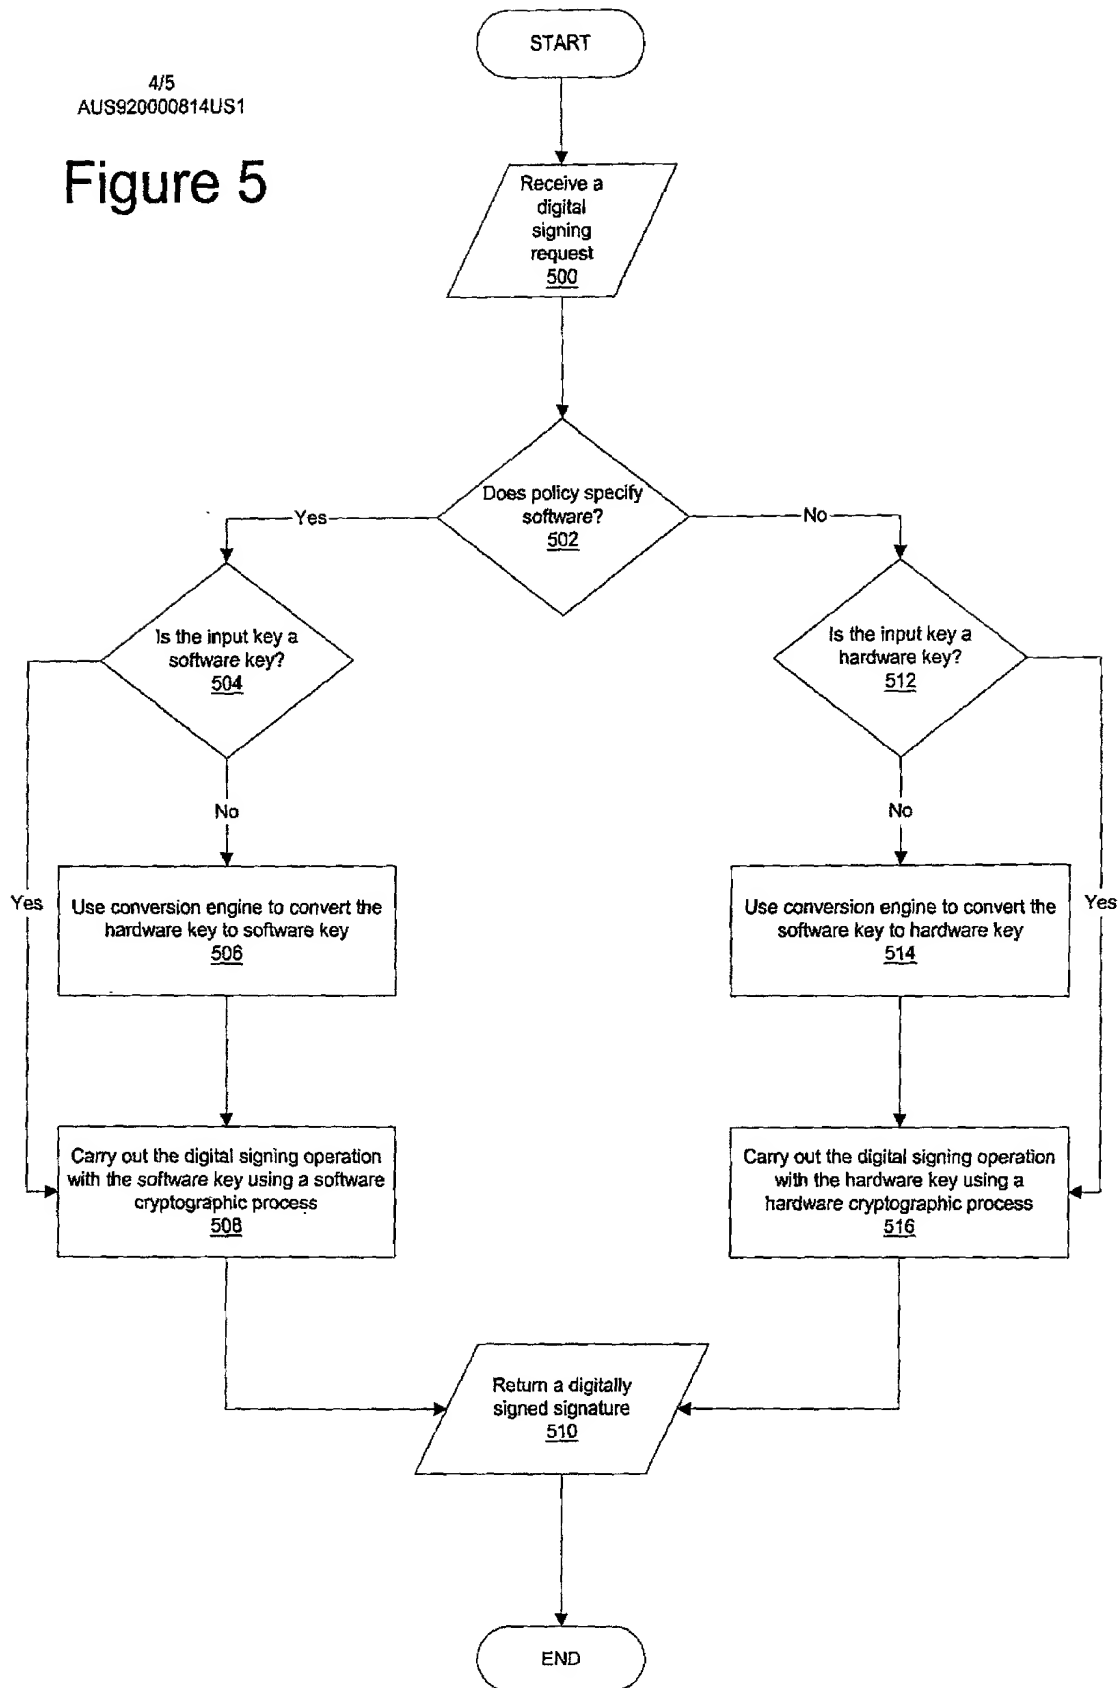 START
4/5
AUS920000814US1
Figure 5
Receive a
digital
signing
request
500
Does policy specify
software?
502
Yes
No
Is the input key a
software key?
504
Is the input key a
hardware key?
512
No
No
Yes
Use conversion engine to convert the
hardware key to software key
506
Use conversion engine to convert the
software key to hardware key
514
Yes
Carry out the digital signing operation
with the software key using a software
cryptographic process
508
Carry out the digital signing operation
with the hardware key using a
hardware cryptographic process
516
Return a digitally
signed signature
510
END